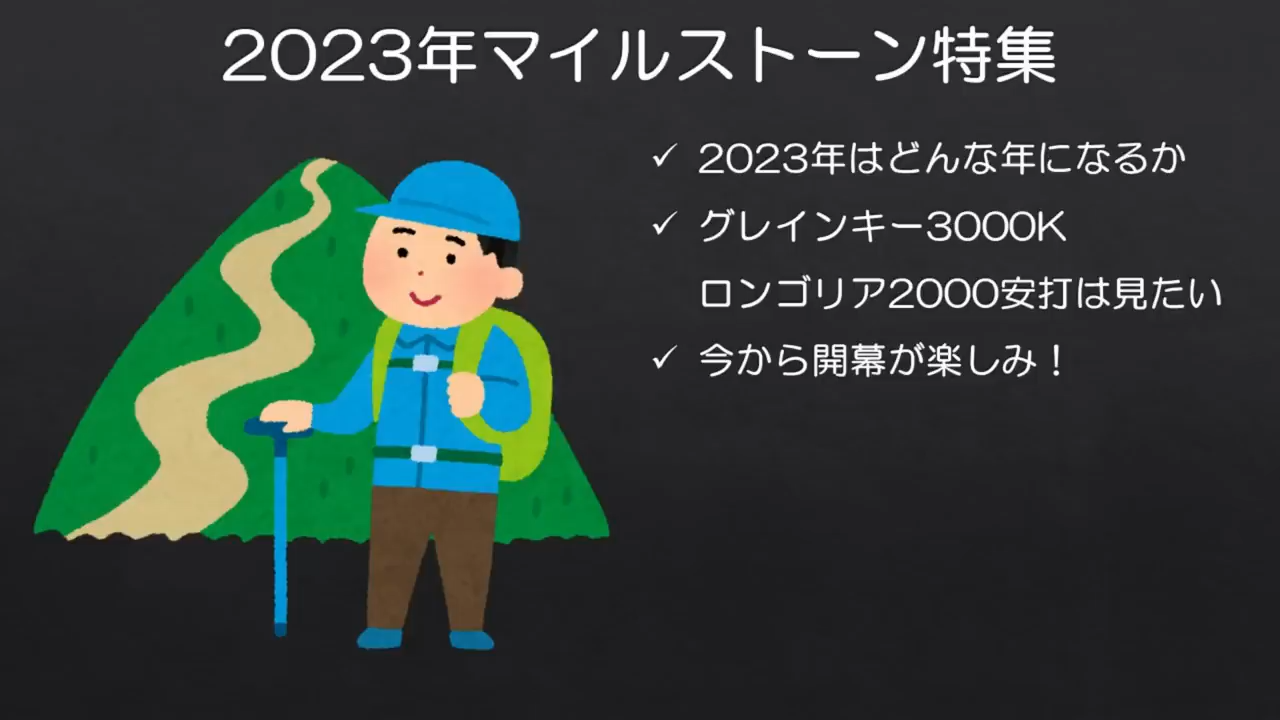 2023年マイルストーン特集
✓ 2023年はどんな年になるか
✓ グレインキー3000K
ロンゴリア2000安打は見たい
✓ 今から開幕が楽しみ！